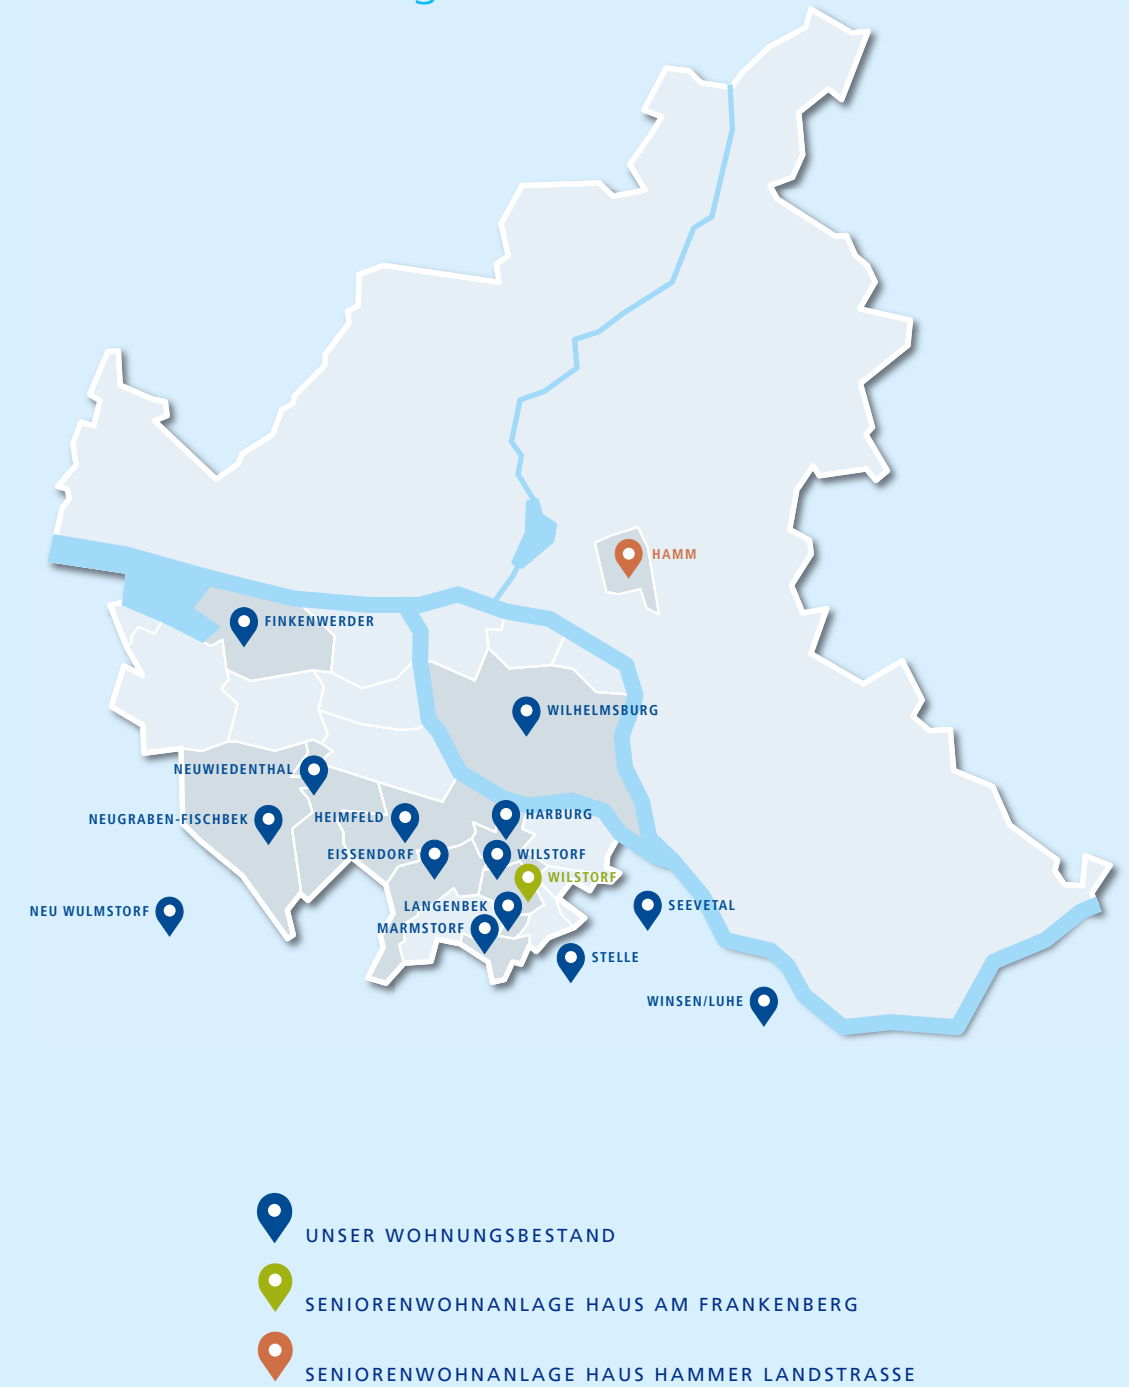 HAMM
FINKENWERDER
WILHELMSBURG
NEUWIEDENTHAL
NEUGRABEN-FISCHBEK
HEIMFELD
HARBURG
EISSENDORF
WILSTORF
WILSTORF
LANGENBEK
SEEVETAL
NEU WULMSTORF
MARMSTORF
STELLE
WINSEN/LUHE
UNSER WOHNUNGSBESTAND
SENIORENWOHNANLAGE HAUS AM FRANKENBERG
SENIORENWOHNANLAGE HAUS HAMMER LANDSTRASSE